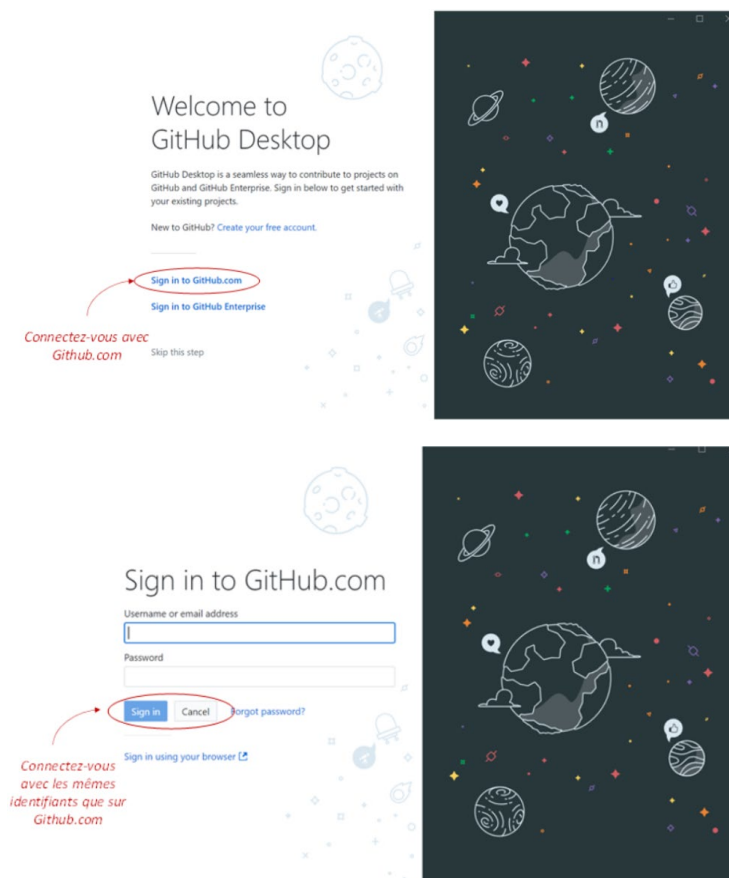 Welcome to
GitHub Desktop
GitHub Desktop is a seamless way to contribute to projects on
GitHub and GitHub Enterprise. Sign in below to get started with
your existing projects.
New to GitHub? Create your free account.
Sign in to GitHub.com
Sign in to GitHub Enterprise
Connectez-vous avec
Github.com
Skip this step
n
Sign in to GitHub.com
Username or email address
Password
Sign in Cancel Forgot password?
Sign in using your browser
Connectez-vous
avec les mêmes
identifiants que sur
Github.com
n